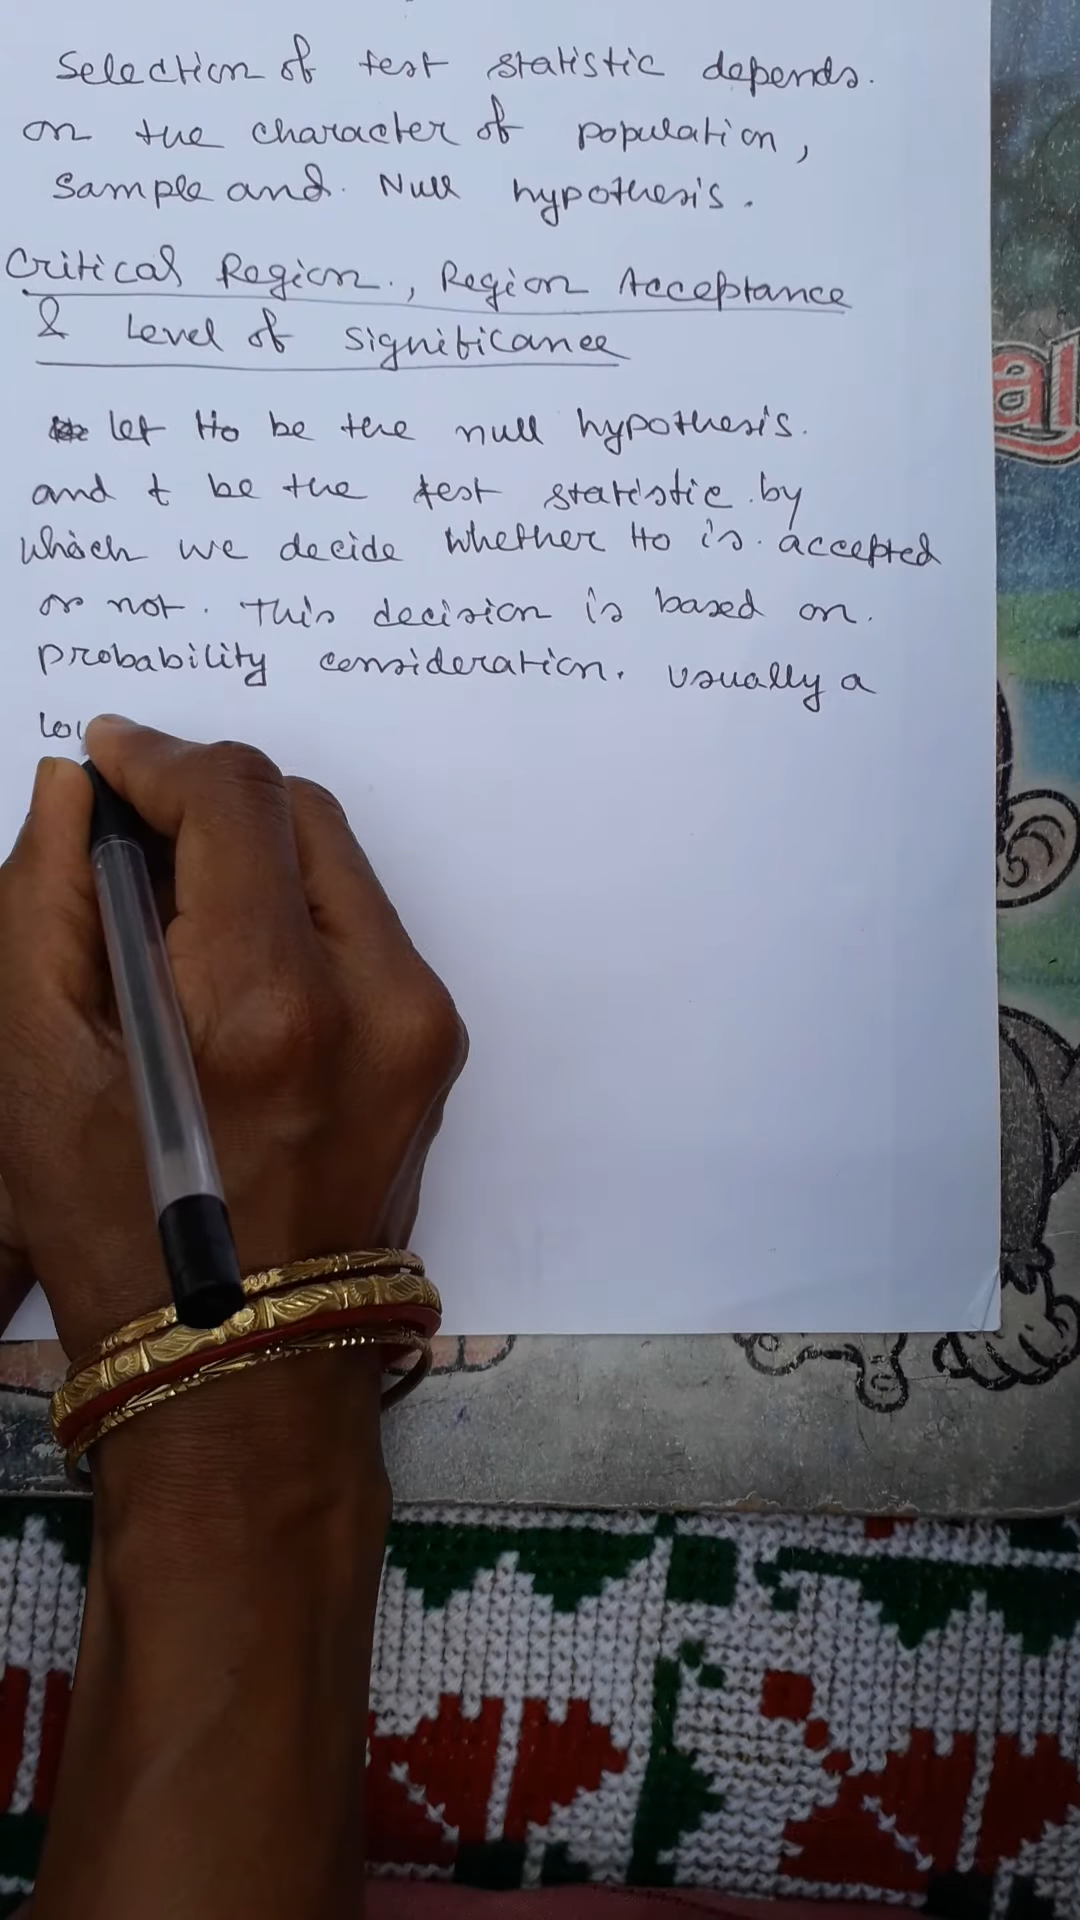 Selection of test statistic depends.
on the character of population,
Sample and. Null hypothesis.
Critical Region., Region Acceptance
& Level of significance
let Ho be the null hypothesis.
and t be the test statistic by
which we decide whether Ho is. accepted
or not. This decision is based on.
probability consideration. Usually a